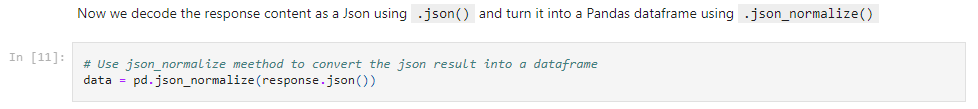 Now we decode the response content as a Json using .json() and turn it into a Pandas dataframe using .json_normalize()
In [11]:
# Use json_normalize meethod to convert the json result into a dataframe
data = pd.json_normalize(response.json())